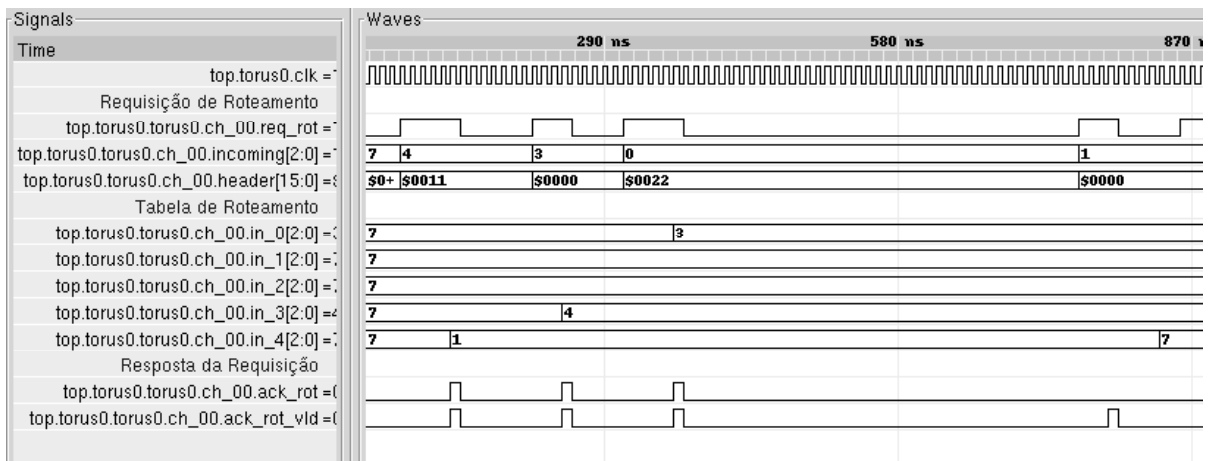 Signals
Waves
Time
290 ns
580 ns
870
top.torus0.clk =
Requisição de Roteamento
top.torus0.torus0.ch_00.req_rot =
top.torus0.torus0.ch_00.incoming[2:0] =
7 4 3 0 1
top.torus0.torus0.ch_00.header[15:0] =
$0+ $0011 $0000 $0022 $0000
Tabela de Roteamento
top.torus0.torus0.ch_00.in_0[2:0] =
7 3
top.torus0.torus0.ch_00.in_1[2:0] =
7
top.torus0.torus0.ch_00.in_2[2:0] =
7
top.torus0.torus0.ch_00.in_3[2:0] =
7 4
top.torus0.torus0.ch_00.in_4[2:0] =
7 1 7
Resposta da Requisição
top.torus0.torus0.ch_00.ack_rot =
top.torus0.torus0.ch_00.ack_rot_vld =